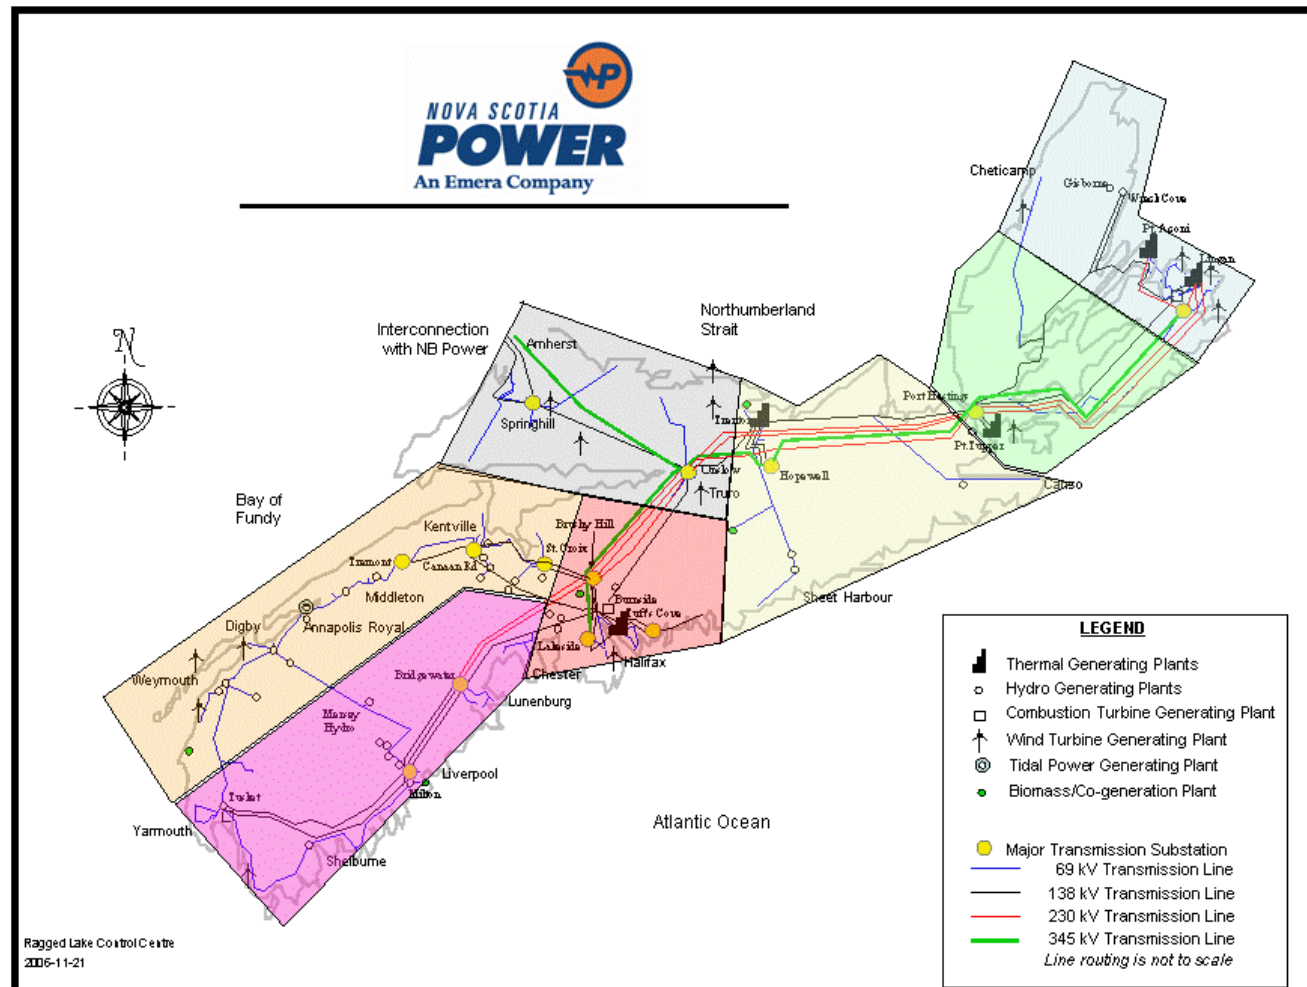 NOVA SCOTIA
POWER
An Emera Company
N
Cheticamp
Gisborne
Wreck Cove
Pt. Aconi
Lingan
Northumberland
Strait
Interconnection
with NB Power
Amherst
Springhill
Trenton
Port Hastings
Pt. Tupper
Onslow
Hopewell
Truro
Canso
Bay of
Fundy
Kentville
Brushy Hill
St. Croix
Tremont
Canaan Rd
Middleton
Burnside
Tufts Cove
Sheet Harbour
Annapolis Royal
Digby
Lakeside
Halifax
Weymouth
Bridgewater
Chester
Lunenburg
Mersey
Hydro
Liverpool
Milton
Tusket
Yarmouth
Shelburne
Atlantic Ocean
LEGEND
Thermal Generating Plants
Hydro Generating Plants
Combustion Turbine Generating Plant
Wind Turbine Generating Plant
Tidal Power Generating Plant
Biomass/Co-generation Plant
Major Transmission Substation
69 kV Transmission Line
138 kV Transmission Line
230 kV Transmission Line
345 kV Transmission Line
Line routing is not to scale
Ragged Lake Control Centre
2006-11-21